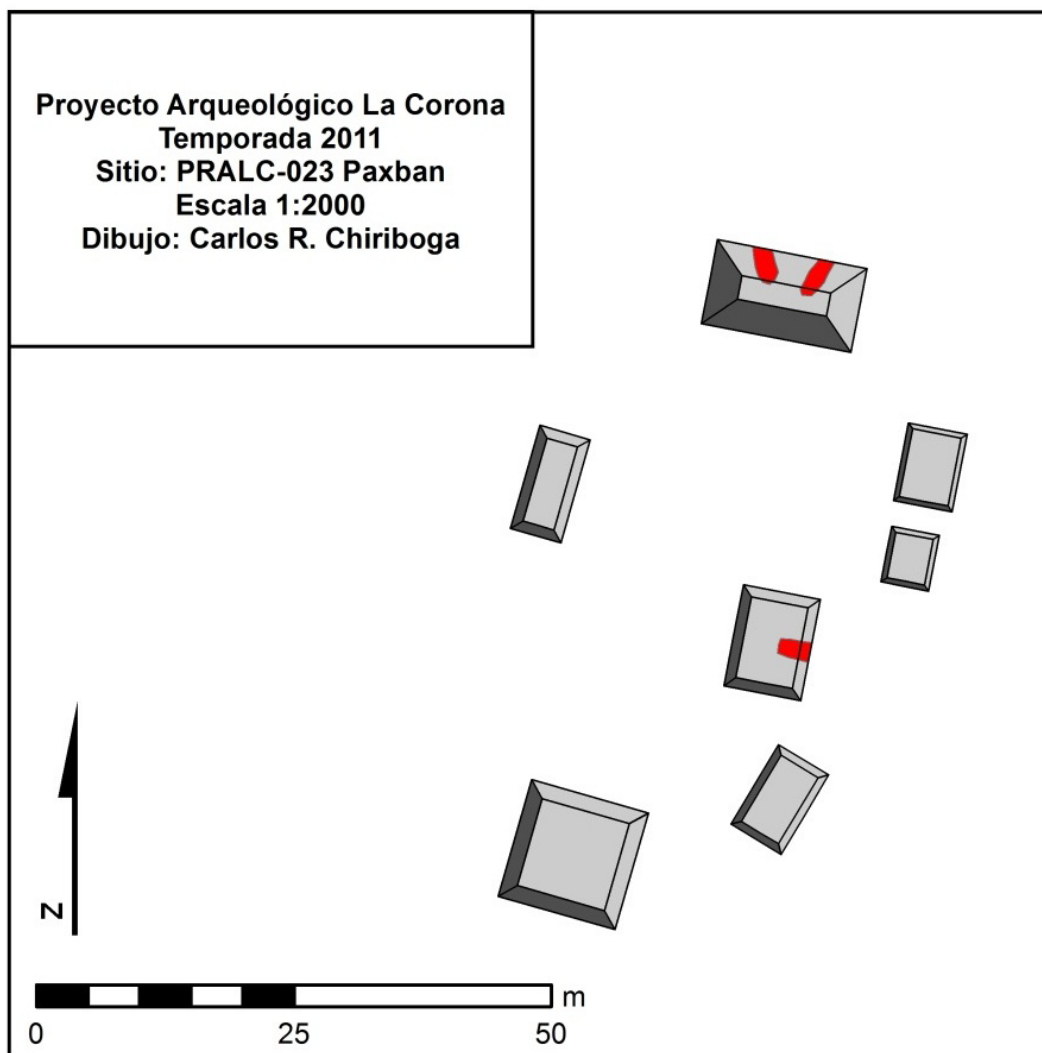 Proyecto Arqueológico La Corona
Temporada 2011
Sitio: PRALC-023 Paxban
Escala 1:2000
Dibujo: Carlos R. Chiriboga
N
m
0 25 50